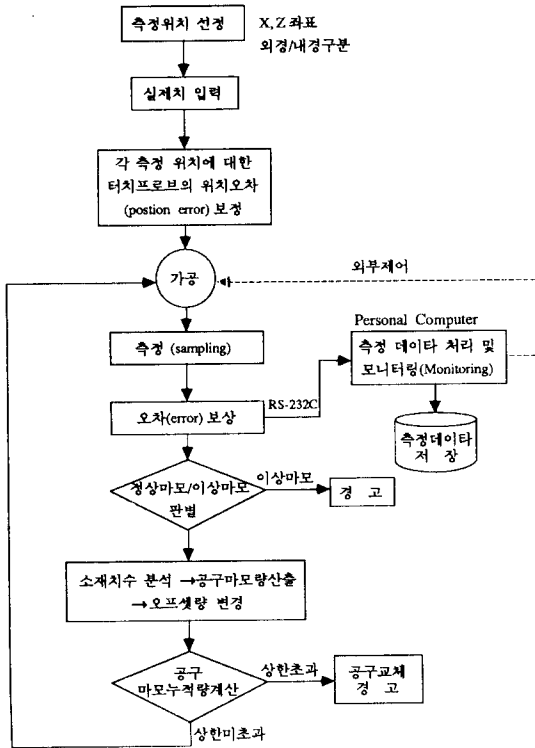 측정위치 선정
X, Z 좌표
외경/내경구분
실제치 입력
각 측정 위치에 대한
터치프로브의 위치오차
(postion error) 보정
가공
외부제어
측정 (sampling)
Personal Computer
측정 데이타 처리 및
모니터링(Monitoring)
RS-232C
오차(error) 보상
측정데이타
저 장
정상마모/이상마모
판별
이상마모
경 고
소재치수 분석 →공구마모량산출
→오프셋량 변경
공구
마모누적량계산
상한초과
공구교체
경 고
상한미초과